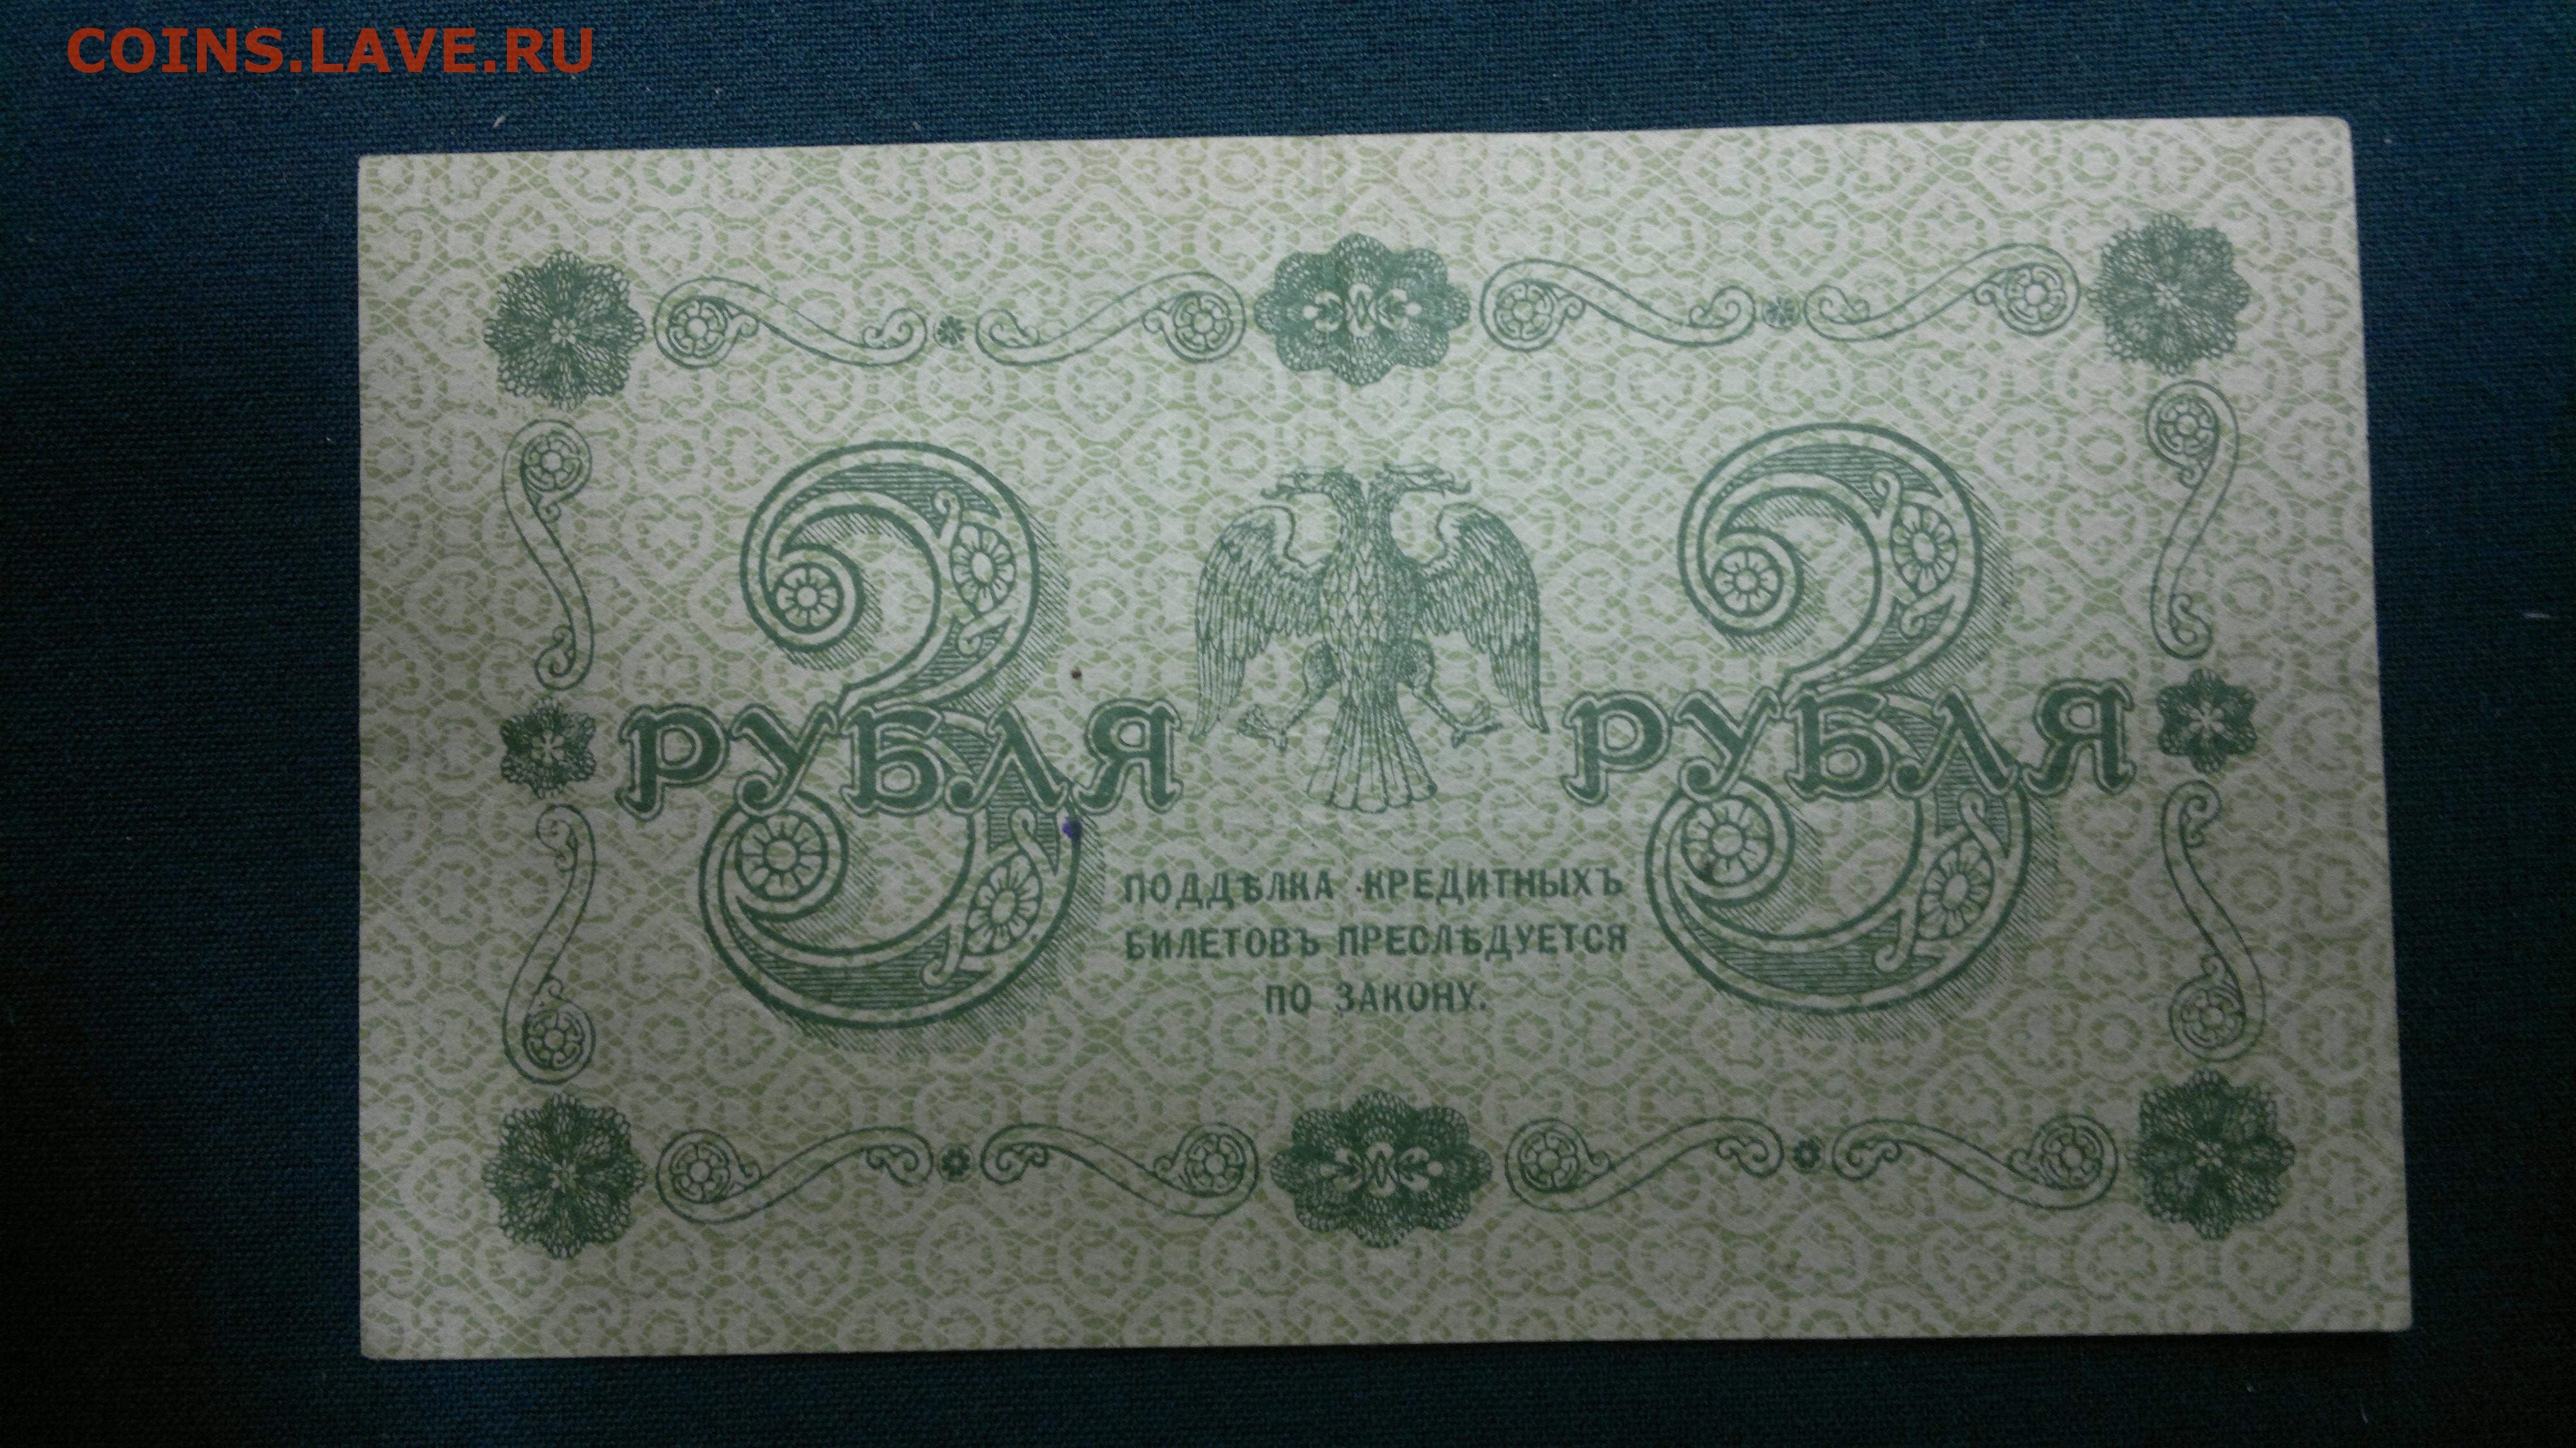 COINS.LAVE.RU
3 3
РУБЛЯ РУБЛЯ
ПОДДѢЛКА КРЕДИТНЫХЪ
БИЛЕТОВЪ ПРЕСЛѢДУЕТСЯ
ПО ЗАКОНУ.